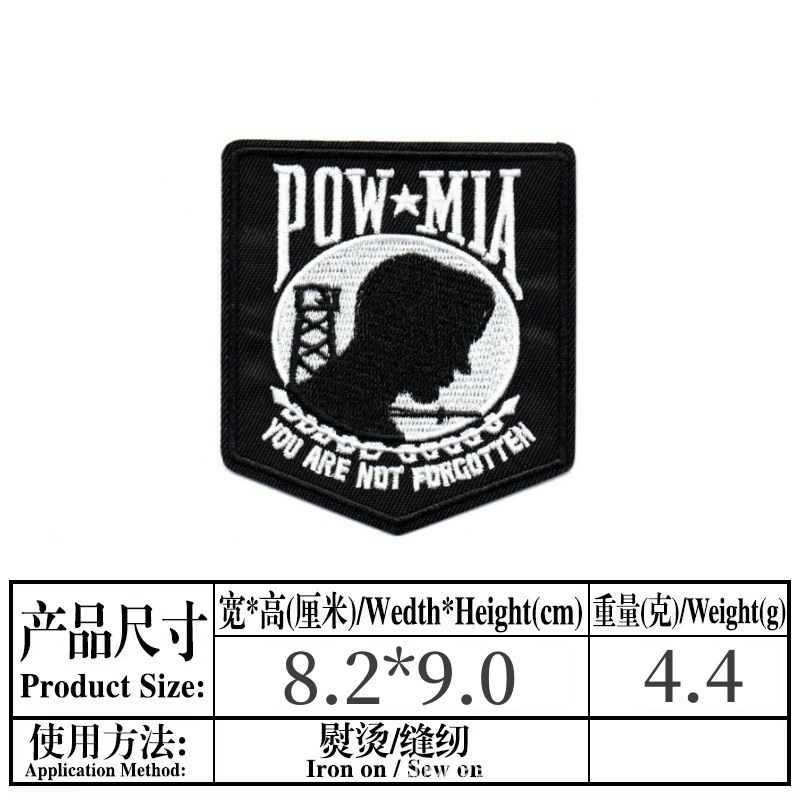 POW★MIA
YOU ARE NOT FORGOTTEN
产品尺寸
Product Size:
宽*高(厘米)/Wedth*Height(cm)
重量(克)/Weight(g)
8.2*9.0
4.4
使用方法:
Application Method:
熨烫/缝纫
Iron on / Sew on